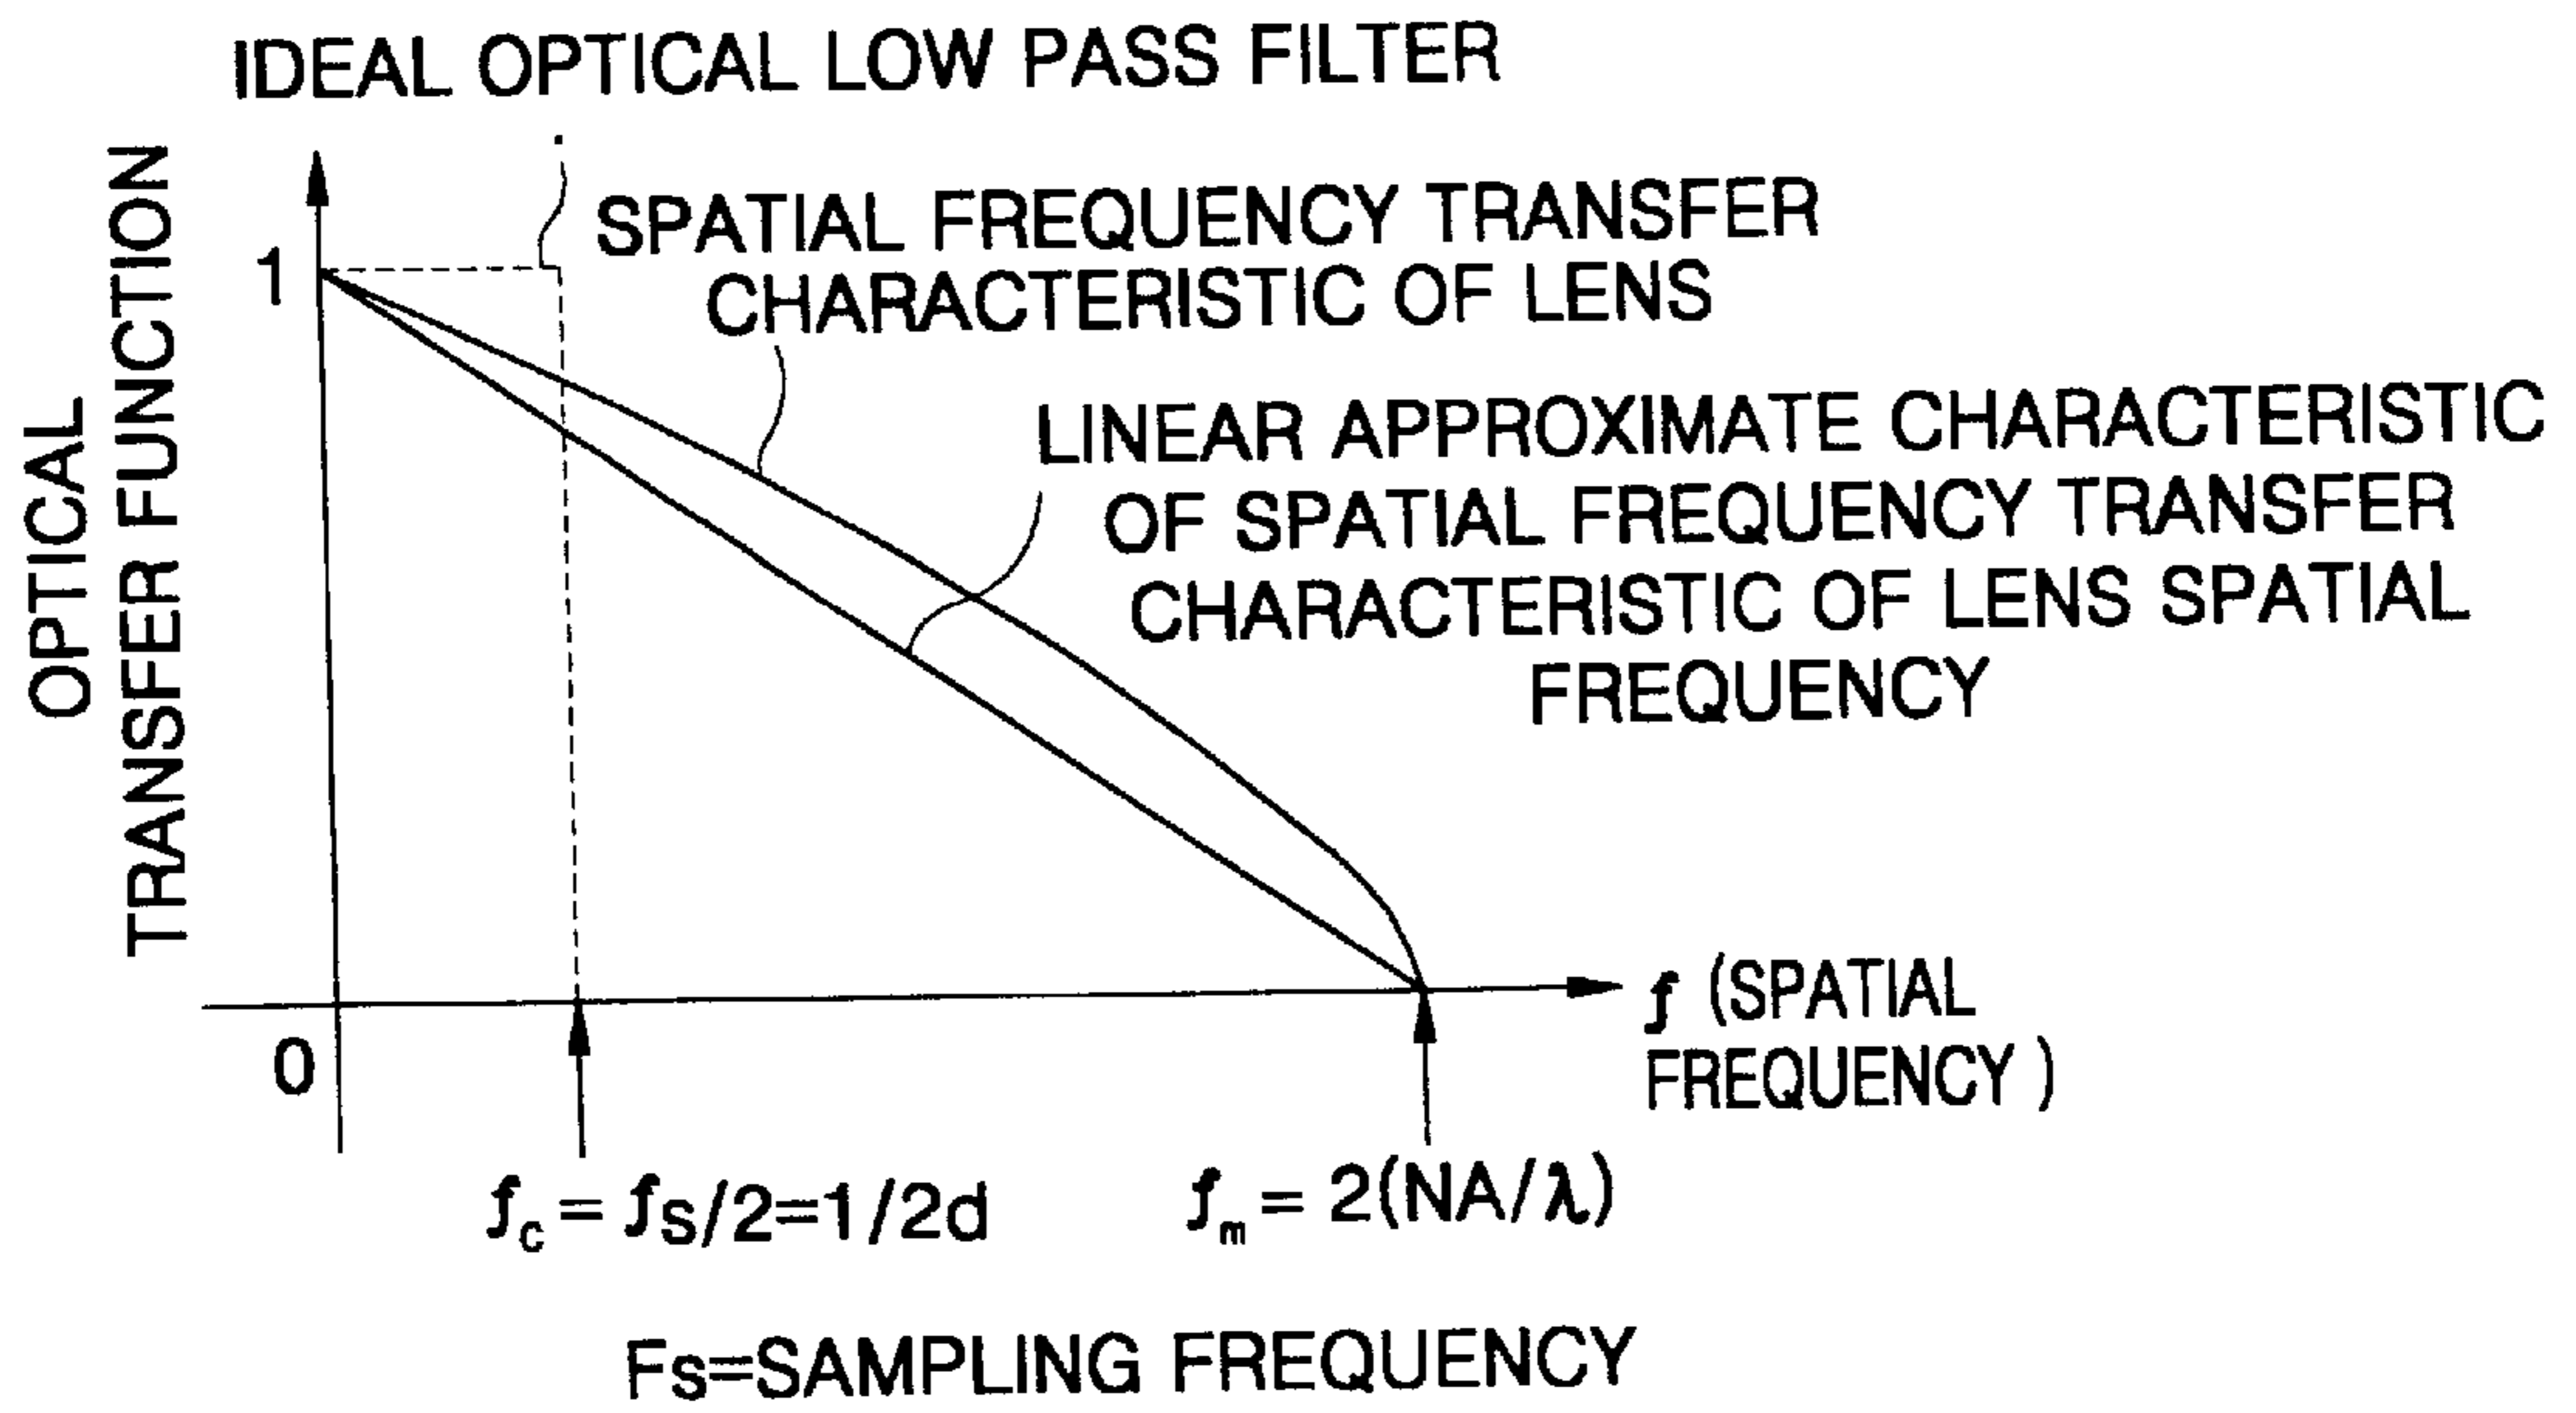 IDEAL OPTICAL LOW PASS FILTER
OPTICAL
TRANSFER FUNCTION
1
SPATIAL FREQUENCY TRANSFER
CHARACTERISTIC OF LENS
LINEAR APPROXIMATE CHARACTERISTIC
OF SPATIAL FREQUENCY TRANSFER
CHARACTERISTIC OF LENS SPATIAL
FREQUENCY
f (SPATIAL
FREQUENCY )
0
fc = fs/2=1/2d
fm = 2(NA/λ)
Fs=SAMPLING FREQUENCY